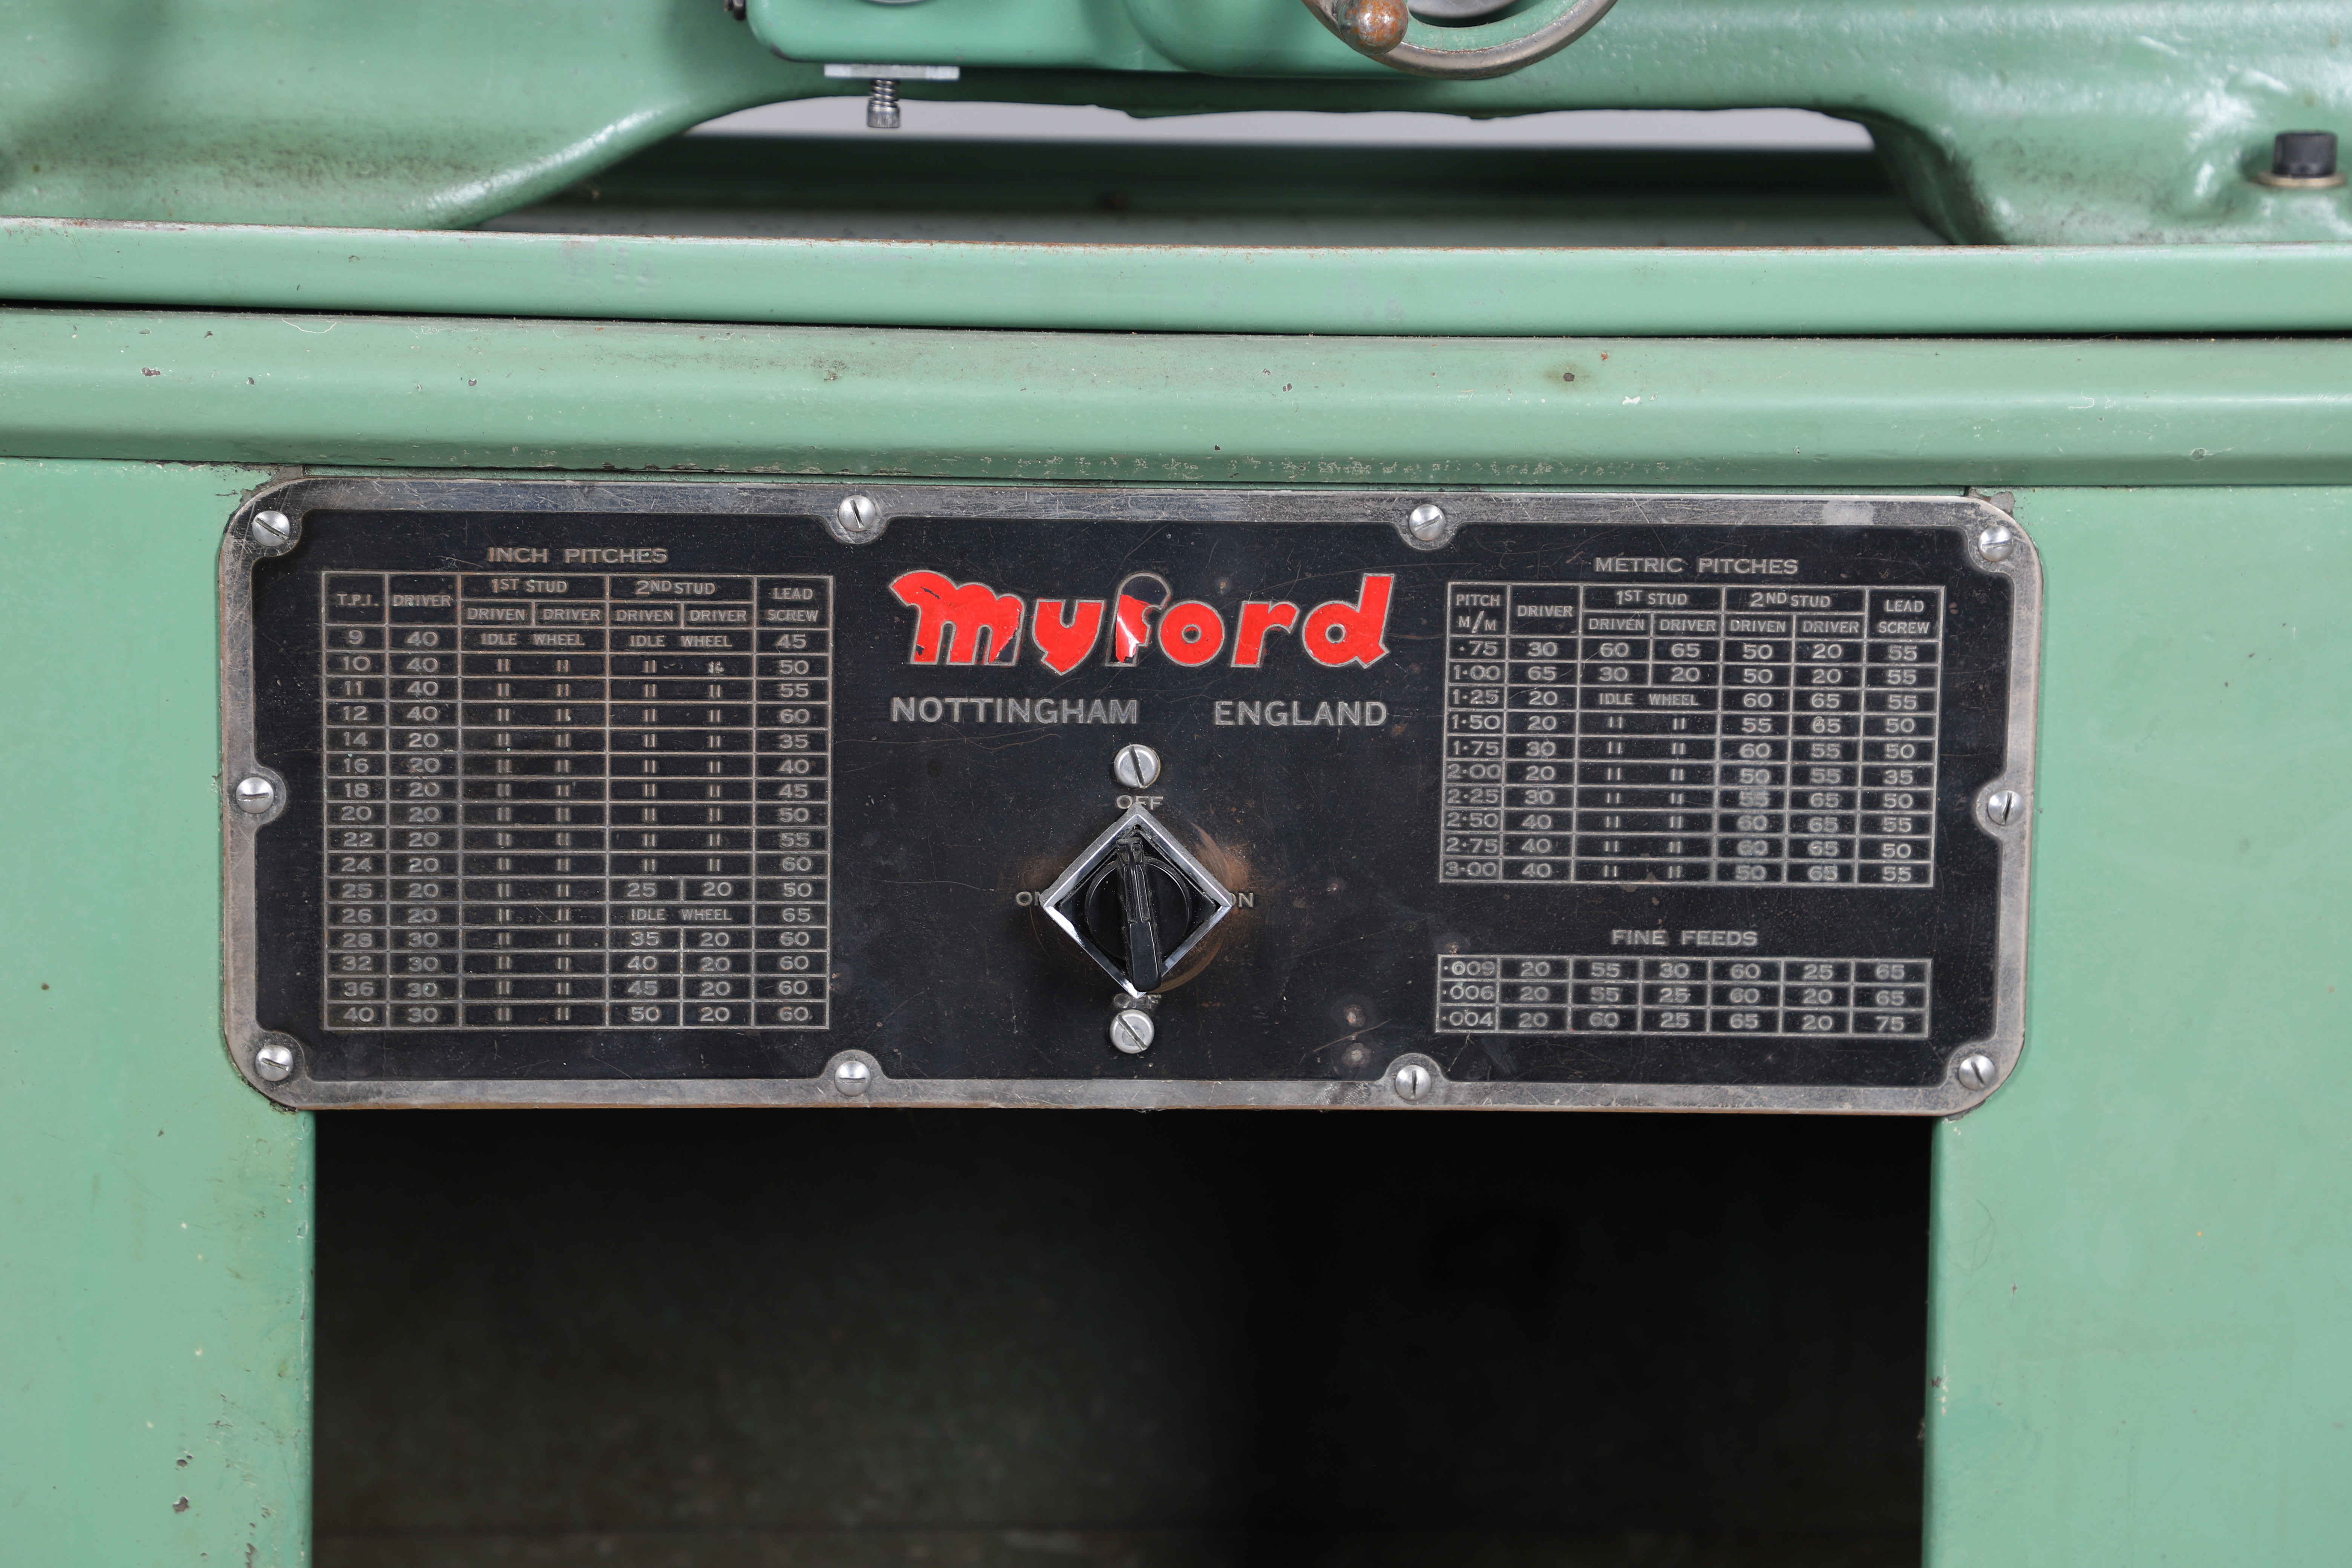 INCH PITCHES
T.P.I. DRIVER 1ST STUD 2ND STUD LEAD SCREW
DRIVEN DRIVER DRIVEN DRIVER
9 40 IDLE WHEEL IDLE WHEEL 45
10 40 " " " " 50
11 40 " " " " 55
12 40 " " " " 60
14 20 " " " " 35
16 20 " " " " 40
18 20 " " " " 45
20 20 " " " " 50
22 20 " " " " 55
24 20 " " " " 60
25 20 " " 25 20 50
26 20 " " IDLE WHEEL 65
28 30 " " 35 20 60
32 30 " " 40 20 60
36 30 " " 45 20 60
40 30 " " 50 20 60
myford
NOTTINGHAM ENGLAND
OFF
ON ON
METRIC PITCHES
PITCH M/M DRIVER 1ST STUD 2ND STUD LEAD SCREW
DRIVEN DRIVER DRIVEN DRIVER
·75 30 60 65 50 20 55
1·00 65 30 20 50 20 55
1·25 20 IDLE WHEEL 60 65 55
1·50 20 " " 55 65 50
1·75 30 " " 60 55 50
2·00 20 " " 50 55 35
2·25 30 " " 55 65 50
2·50 40 " " 60 65 55
2·75 40 " " 60 65 50
3·00 40 " " 50 65 55
FINE FEEDS
·009 20 55 30 60 25 65
·006 20 55 25 60 20 65
·004 20 60 25 65 20 75